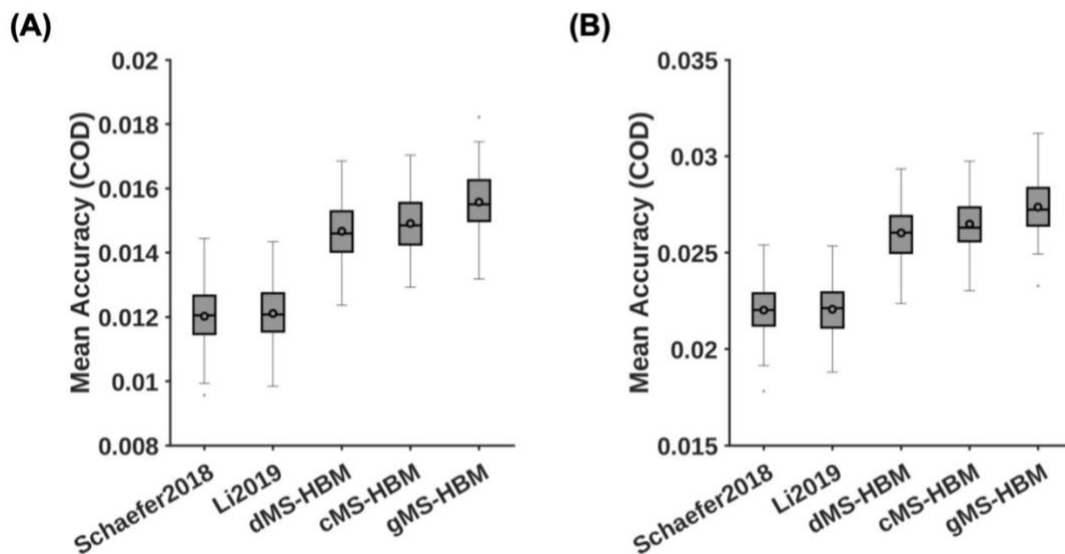 (A)
Mean Accuracy (COD)
0.02
0.018
0.016
0.014
0.012
0.01
0.008
Schaefer2018
Li2019
dMS-HBM
cMS-HBM
gMS-HBM
(B)
Mean Accuracy (COD)
0.035
0.03
0.025
0.02
0.015
Schaefer2018
Li2019
dMS-HBM
cMS-HBM
gMS-HBM